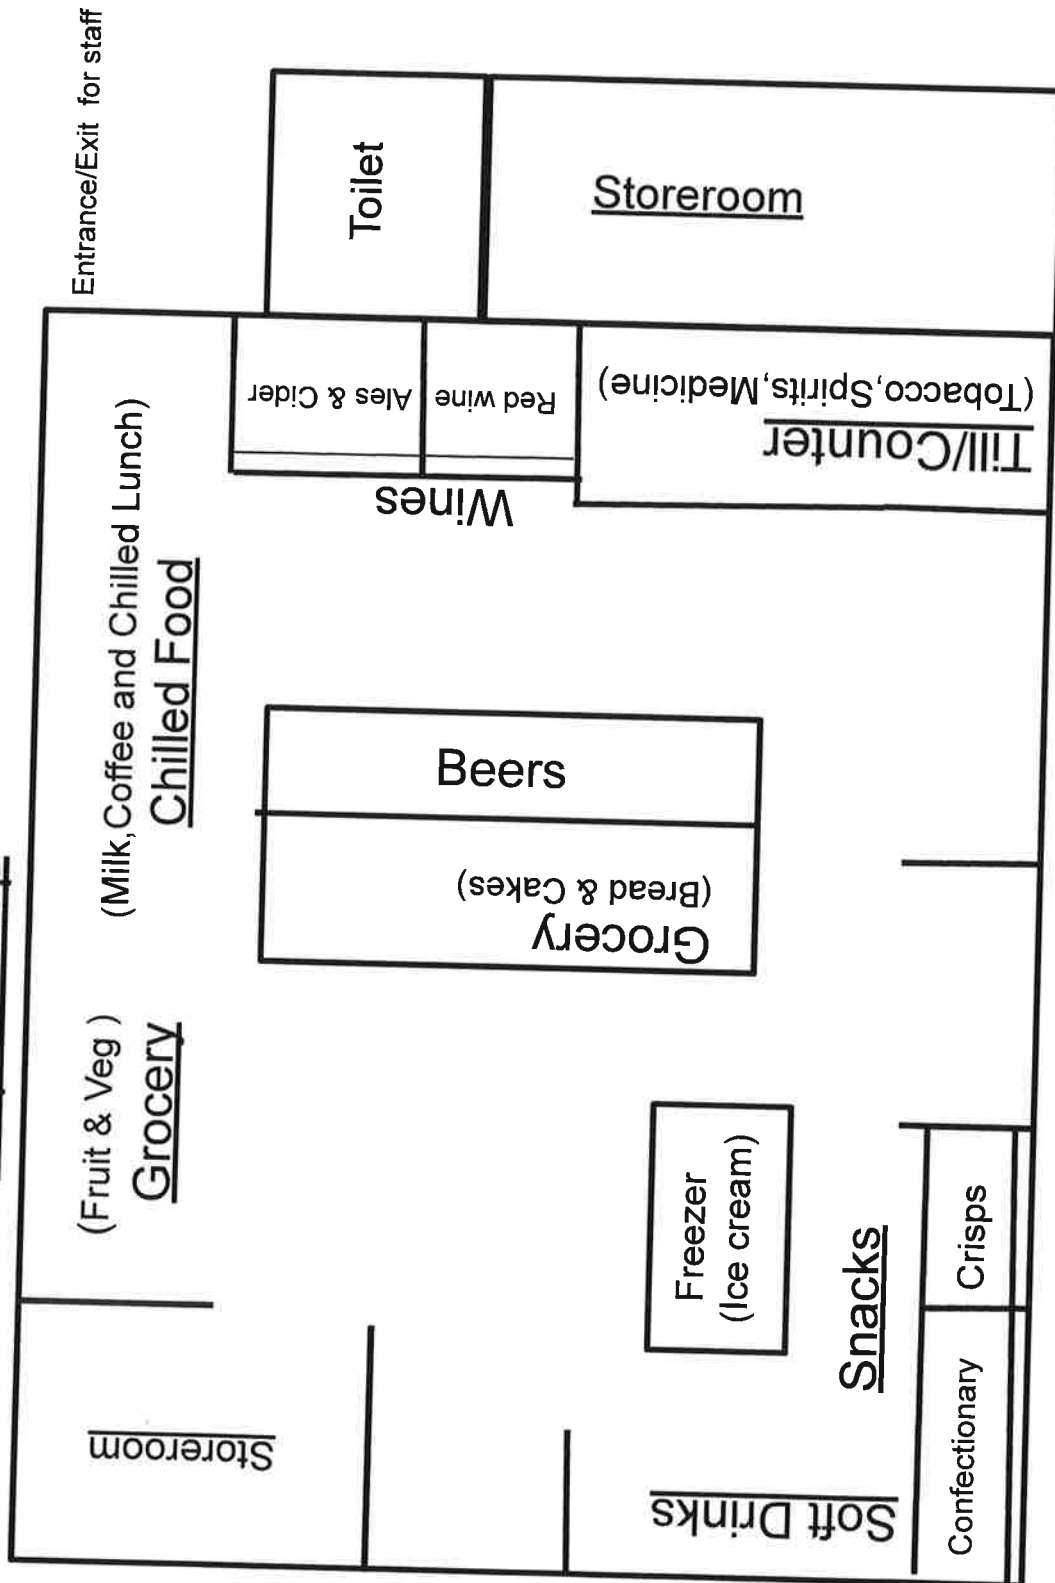 Entrance/Exit for staff
Toilet
Storeroom
Ales & Cider
Red wine
(Tobacco,Spirits,Medicine)
Till/Counter
Wines
(Milk,Coffee and Chilled Lunch)
Chilled Food
Beers
(Bread & Cakes)
Grocery
(Fruit & Veg )
Grocery
Freezer
(Ice cream)
Snacks
Crisps
Confectionary
Soft Drinks
Storeroom